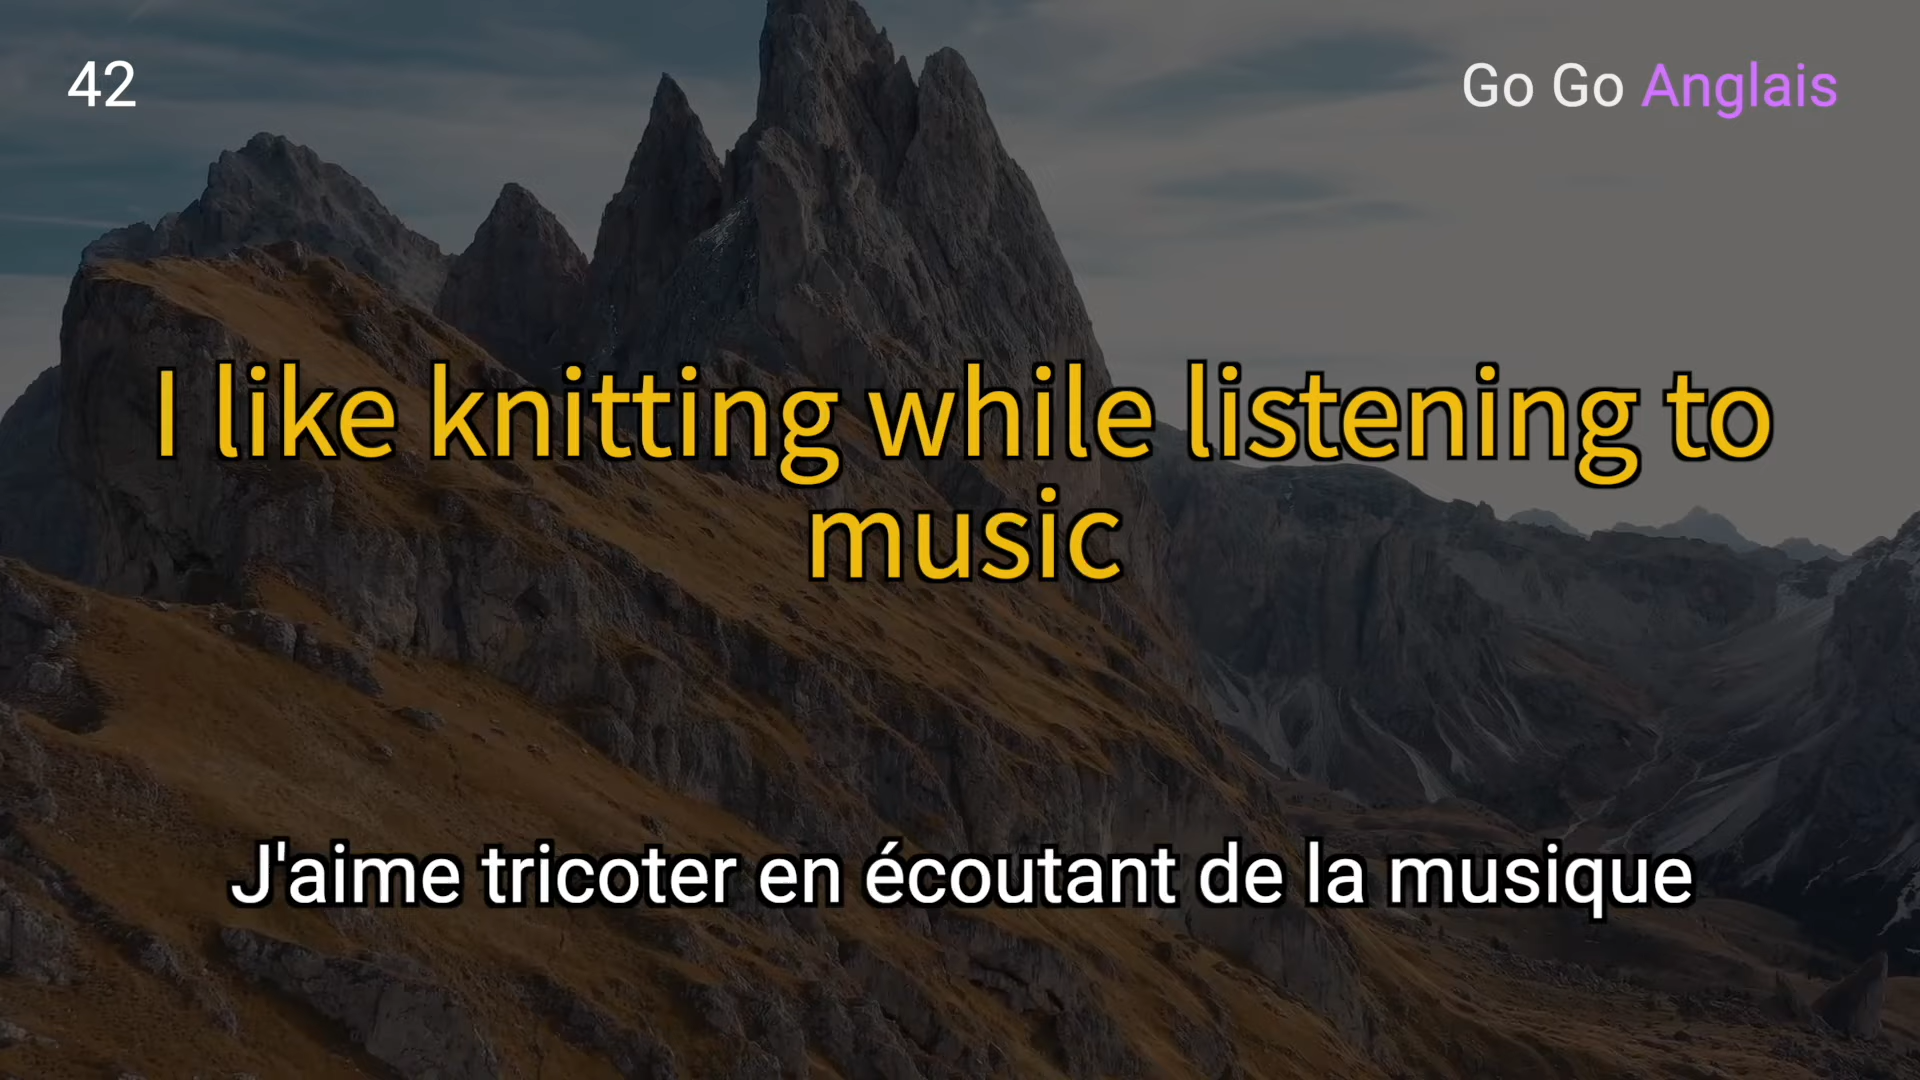 42
Go Go Anglais
I like knitting while listening to
music
J'aime tricoter en écoutant de la musique